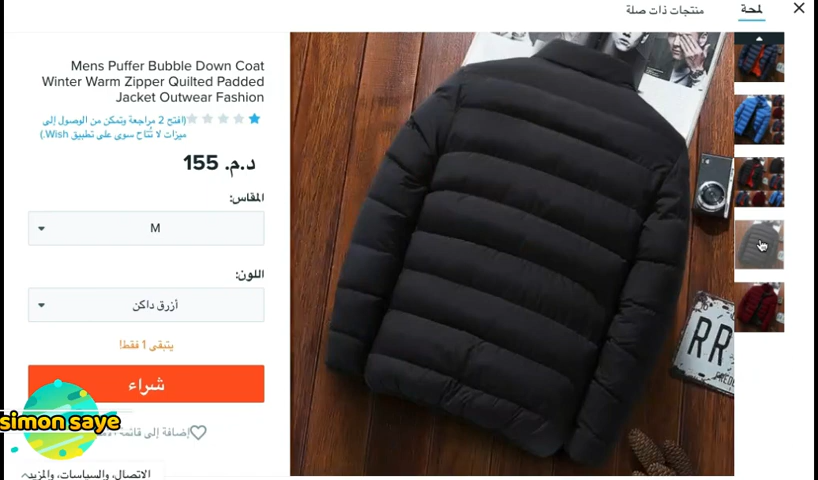 لمحة
منتجات ذات صلة
Mens Puffer Bubble Down Coat
Winter Warm Zipper Quilted Padded
Jacket Outwear Fashion
(افتح 2 مراجعة وتمكن من الوصول إلى
ميزات لا تُتاح سوى على تطبيق Wish.)
د.م. 155
المقاس:
M
اللون:
أزرق داكن
يتبقى 1 فقط!
شراء
simon saye
إضافة إلى قائمة
الاتصال، والسياسات، والمزيد
RR